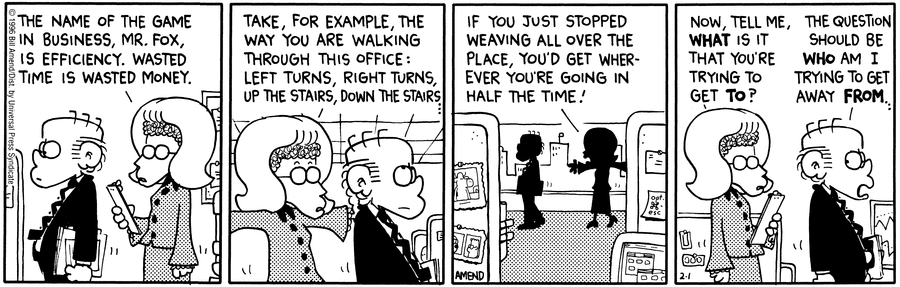 © 1996 Bill Amend/Dist. by Universal Press Syndicate
THE NAME OF THE GAME
IN BUSINESS, MR. FOX,
IS EFFICIENCY. WASTED
TIME IS WASTED MONEY.
TAKE, FOR EXAMPLE, THE
WAY YOU ARE WALKING
THROUGH THIS OFFICE:
LEFT TURNS, RIGHT TURNS,
UP THE STAIRS, DOWN THE STAIRS...
IF YOU JUST STOPPED
WEAVING ALL OVER THE
PLACE, YOU'D GET WHER-
EVER YOU'RE GOING IN
HALF THE TIME!
opt.
⌘-
esc
AMEND
NOW, TELL ME,
WHAT IS IT
THAT YOU'RE
TRYING TO
GET TO?
THE QUESTION
SHOULD BE
WHO AM I
TRYING TO GET
AWAY FROM...
2-1